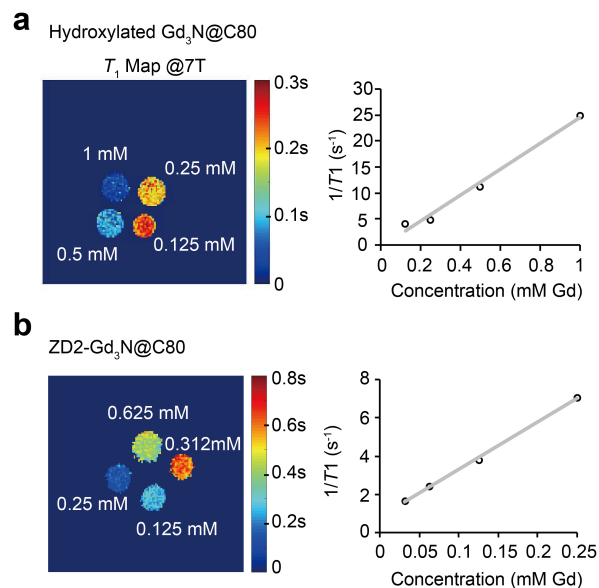 a
Hydroxylated Gd3N@C80
T1 Map @7T
1 mM
0.25 mM
0.5 mM
0.125 mM
0.3s
0.2s
0.1s
0
1/T1 (s-1)
30
25
20
15
10
5
0
0 0.2 0.4 0.6 0.8 1
Concentration (mM Gd)
b
ZD2-Gd3N@C80
0.625 mM
0.312mM
0.25 mM
0.125 mM
0.8s
0.6s
0.4s
0.2s
0
1/T1 (s-1)
8
6
4
2
0
0 0.05 0.1 0.15 0.2 0.25
Concentration (mM Gd)